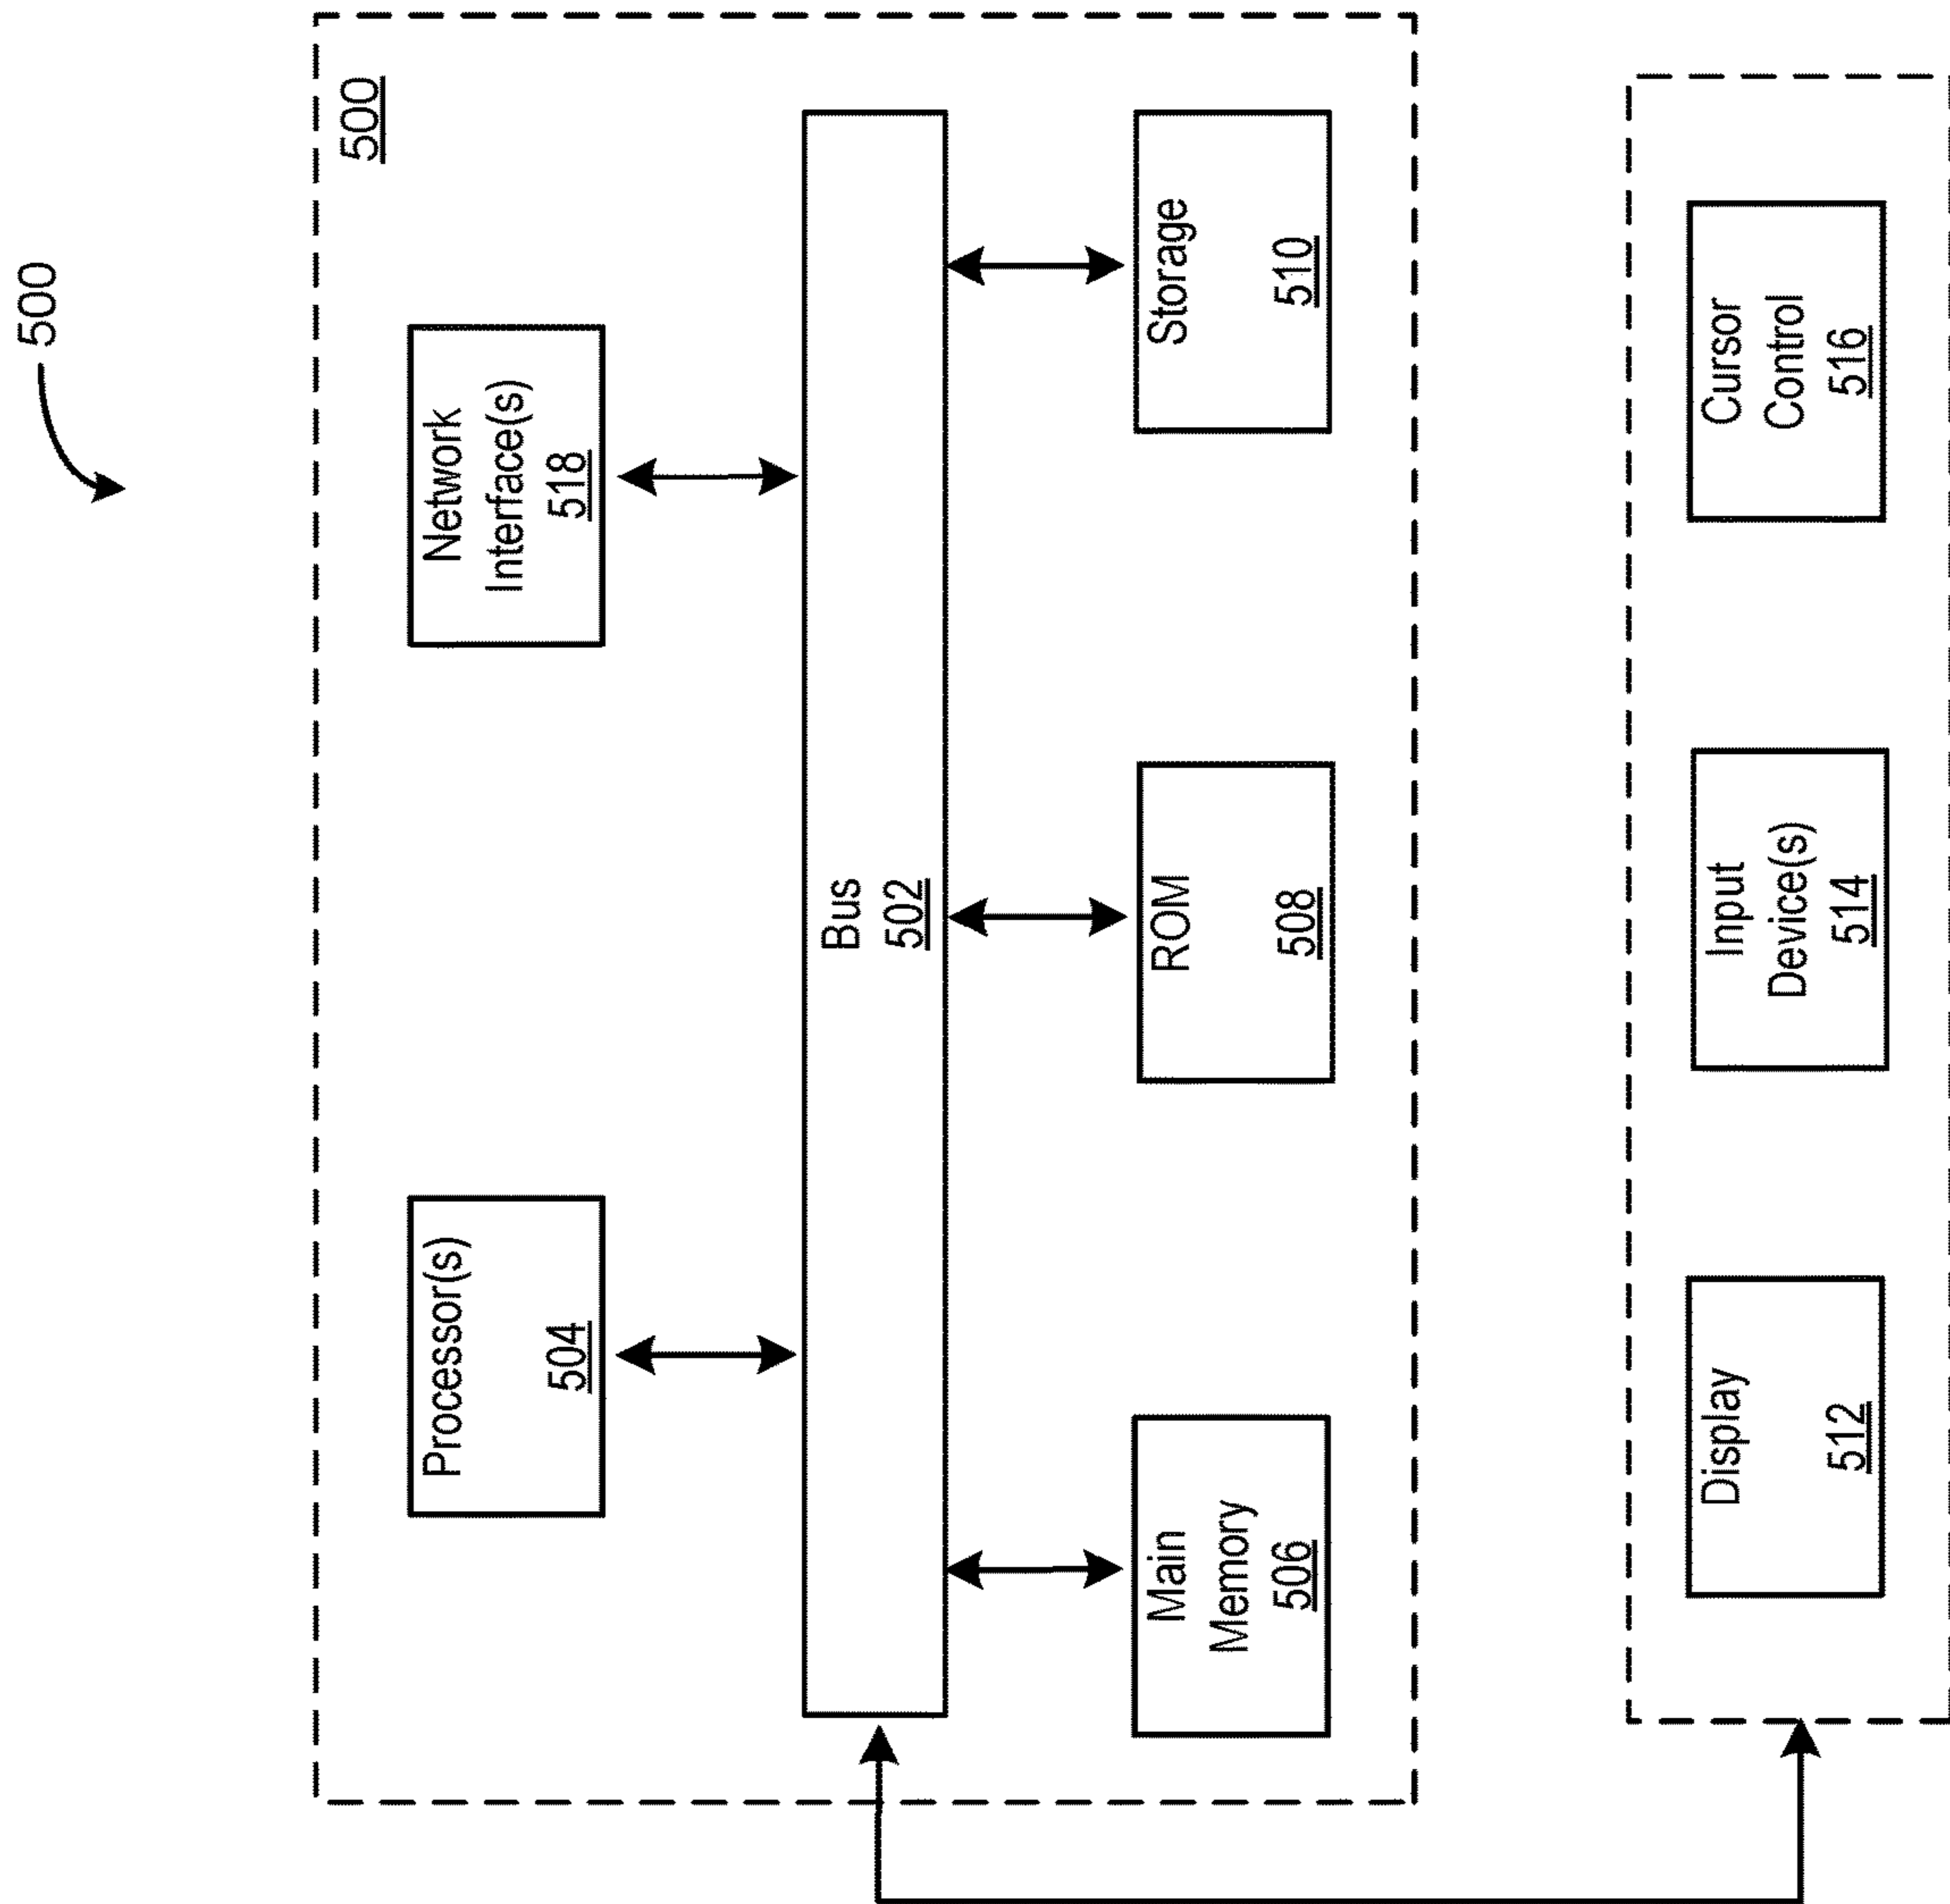 500
500
Processor(s)
504
Network
Interface(s)
518
Bus
502
Main
Memory
506
ROM
508
Storage
510
Display
512
Input
Device(s)
514
Cursor
Control
516